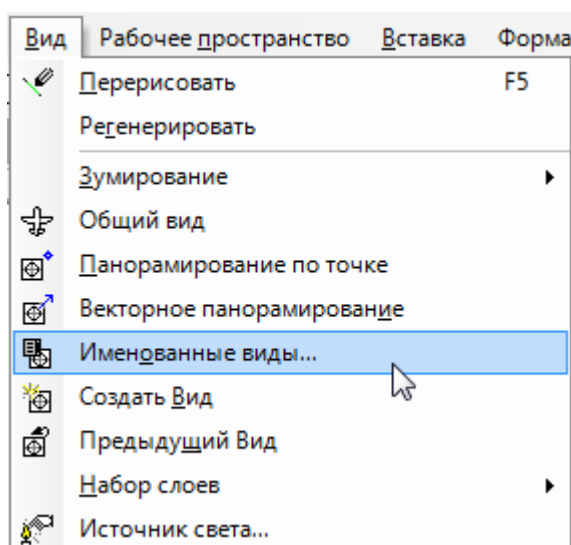 Вид Рабочее пространство Вставка Форма
Перерисовать F5
Регенерировать
Зумирование
Общий вид
Панорамирование по точке
Векторное панорамирование
Именованные виды...
Создать Вид
Предыдущий Вид
Набор слоев
Источник света...